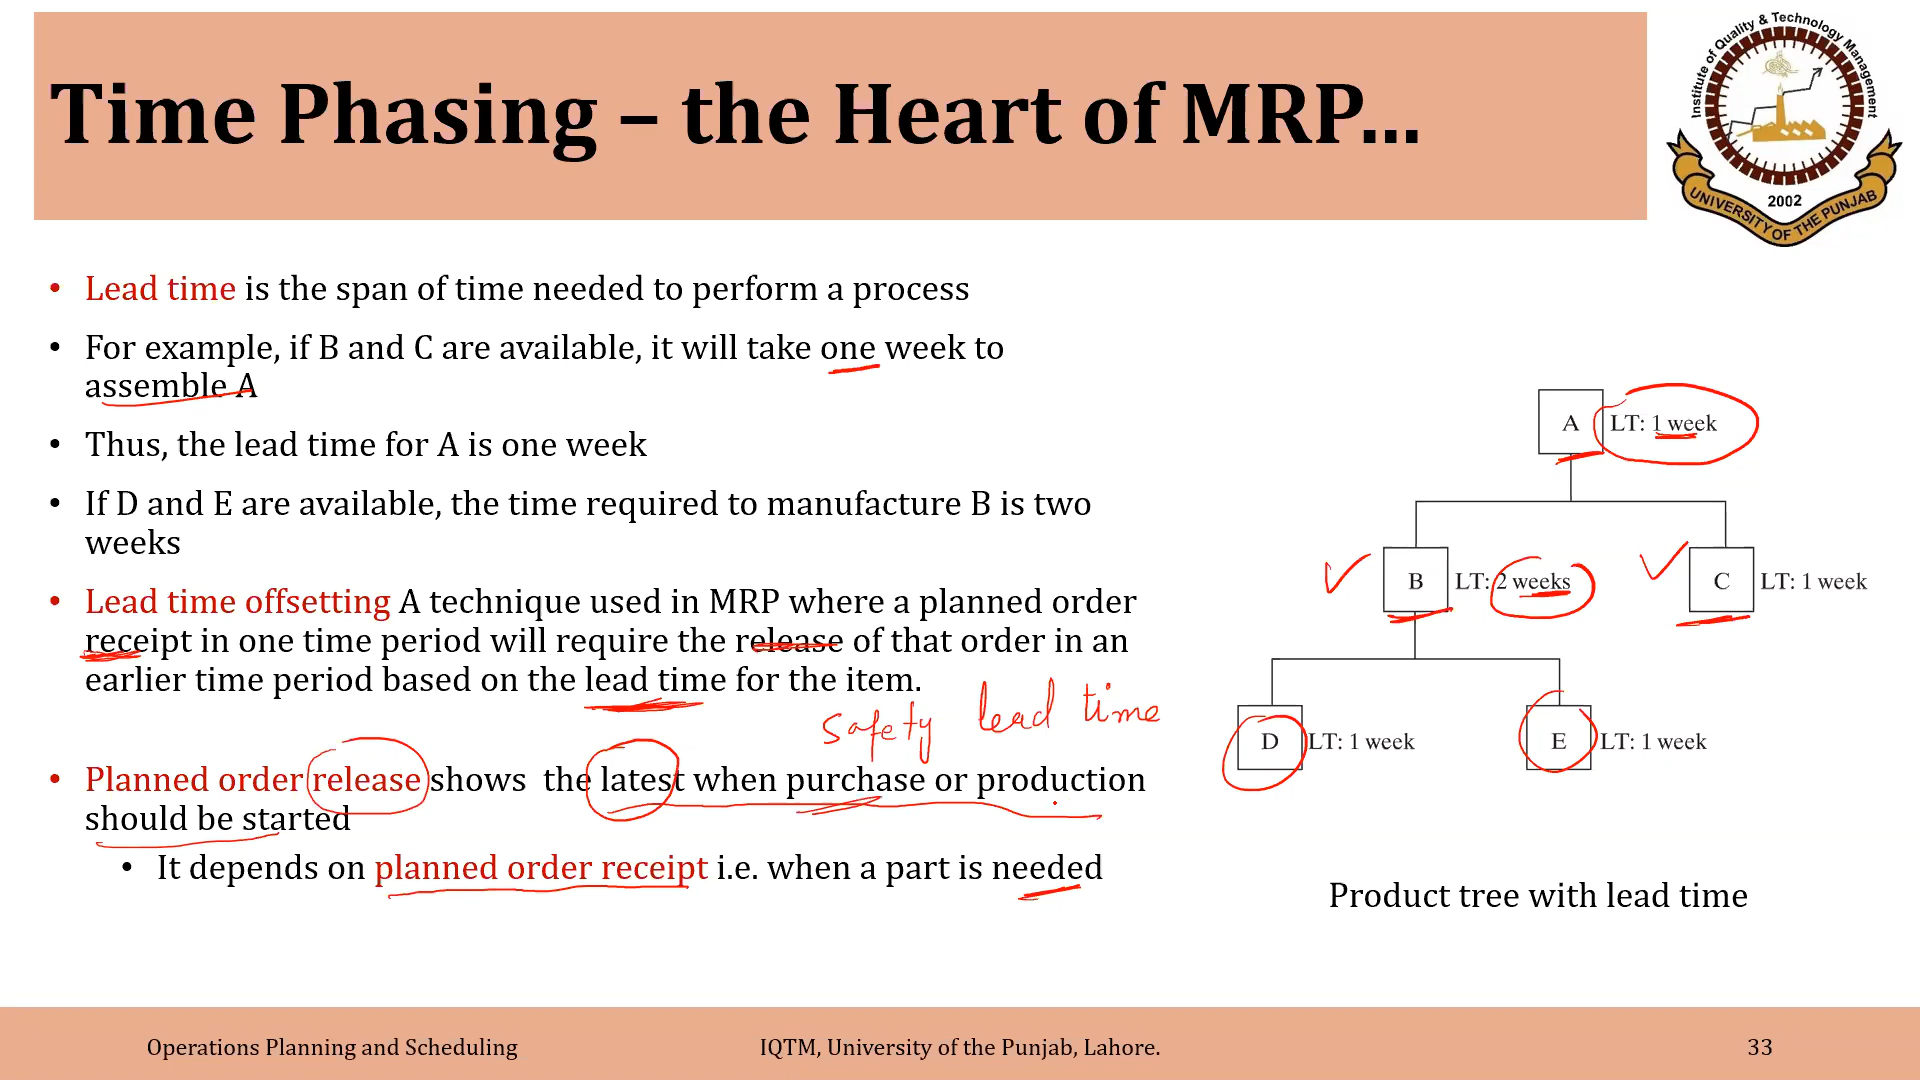 Time Phasing – the Heart of MRP...
Institute of Quality & Technology Management
2002
UNIVERSITY OF THE PUNJAB
• Lead time is the span of time needed to perform a process
• For example, if B and C are available, it will take one week to
assemble A
• Thus, the lead time for A is one week
• If D and E are available, the time required to manufacture B is two
weeks
• Lead time offsetting A technique used in MRP where a planned order
receipt in one time period will require the release of that order in an
earlier time period based on the lead time for the item.
safety lead time
• Planned order release shows the latest when purchase or production
should be started
• It depends on planned order receipt i.e. when a part is needed
A LT: 1 week
B LT: 2 weeks
C LT: 1 week
D LT: 1 week
E LT: 1 week
Product tree with lead time
Operations Planning and Scheduling
IQTM, University of the Punjab, Lahore.
33